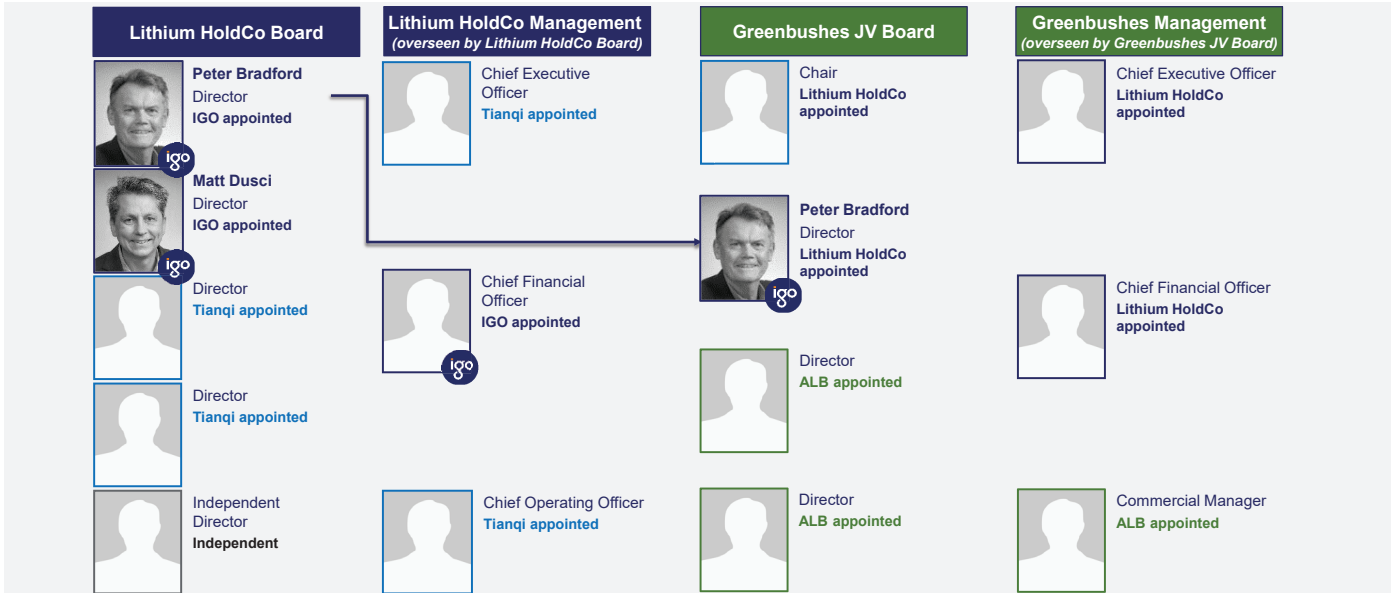 Lithium HoldCo Board
Peter Bradford
Director
IGO appointed
igo
Matt Dusci
Director
IGO appointed
igo
Director
Tianqi appointed
Director
Tianqi appointed
Independent
Director
Independent
Lithium HoldCo Management
(overseen by Lithium HoldCo Board)
Chief Executive
Officer
Tianqi appointed
Chief Financial
Officer
IGO appointed
igo
Chief Operating Officer
Tianqi appointed
Greenbushes JV Board
Chair
Lithium HoldCo
appointed
Peter Bradford
Director
Lithium HoldCo
appointed
igo
Director
ALB appointed
Director
ALB appointed
Greenbushes Management
(overseen by Greenbushes JV Board)
Chief Executive Officer
Lithium HoldCo
appointed
Chief Financial Officer
Lithium HoldCo
appointed
Commercial Manager
ALB appointed